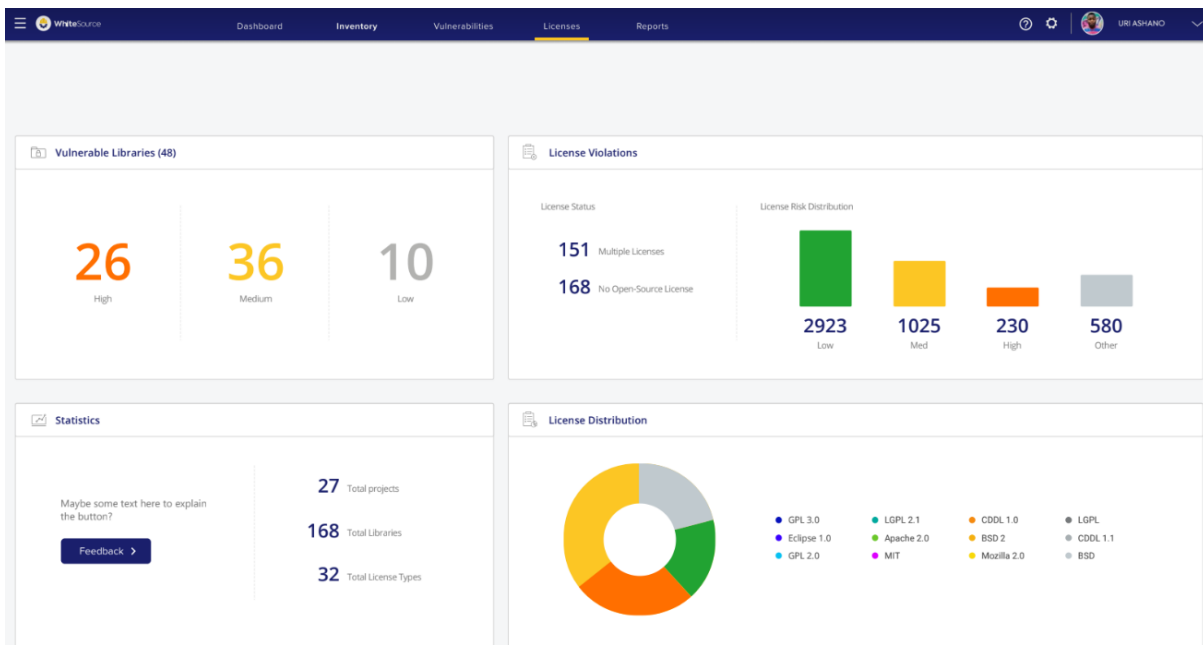 WhiteSource
Dashboard
Inventory
Vulnerabilities
Licenses
Reports
URI ASHANO
Vulnerable Libraries (48)
26
High
36
Medium
10
Low
License Violations
License Status
151 Multiple Licenses
168 No Open-Source License
License Risk Distribution
2923
Low
1025
Med
230
High
580
Other
Statistics
Maybe some text here to explain
the button?
Feedback
27 Total projects
168 Total Libraries
32 Total License Types
License Distribution
GPL 3.0
LGPL 2.1
CDDL 1.0
LGPL
Eclipse 1.0
Apache 2.0
BSD 2
CDDL 1.1
GPL 2.0
MIT
Mozilla 2.0
BSD